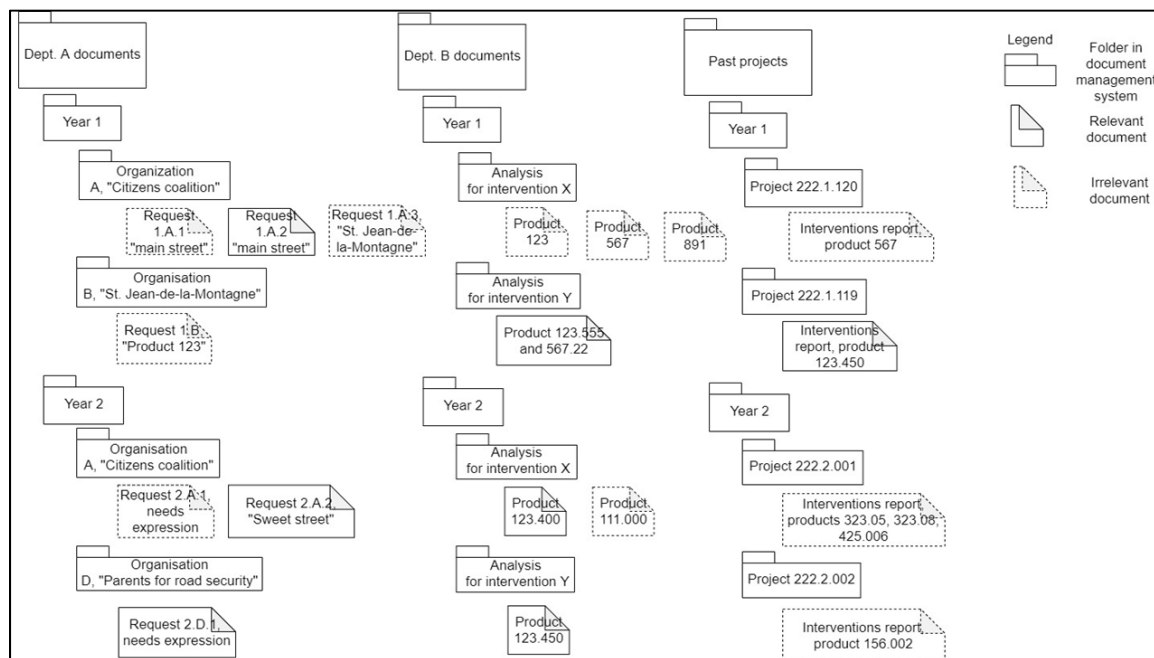 Dept. A documents
Year 1
Organization
A, "Citizens coalition"
Request
1.A.1
"main street"
Request
1.A.2
"main street"
Request 1.A.3,
"St. Jean-de-
la-Montagne"
Organisation
B, "St. Jean-de-la-Montagne"
Request 1.B
"Product 123"
Year 2
Organisation
A, "Citizens coalition"
Request 2.A.1,
needs
expression
Request 2.A.2,
"Sweet street"
Organisation
D, "Parents for road security"
Request 2.D.1,
needs expression
Dept. B documents
Year 1
Analysis
for intervention X
Product
123
Product
567
Product
891
Analysis
for intervention Y
Product 123.555
and 567.22
Year 2
Analysis
for intervention X
Product
123.400
Product
111.000
Analysis
for intervention Y
Product
123.450
Past projects
Year 1
Project 222.1.120
Interventions report
product 567
Project 222.1.119
Interventions
report, product
123.450
Year 2
Project 222.2.001
Interventions report
products 323.05, 323.08,
425.006
Project 222.2.002
Interventions report
product 156.002
Legend
Folder in
document
management
system
Relevant
document
Irrelevant
document